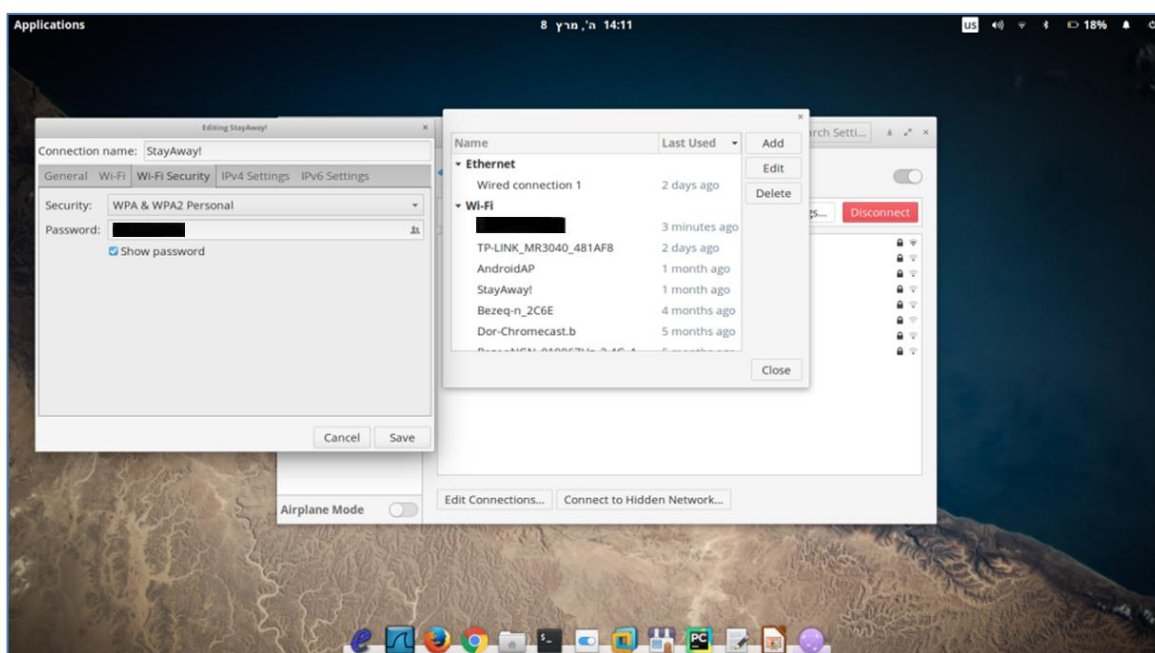 Applications
8 ה', מרץ 14:11
us
18%
Editing StayAway!
Connection name: StayAway!
General Wi-Fi Wi-Fi Security IPv4 Settings IPv6 Settings
Security: WPA & WPA2 Personal
Password:
Show password
Cancel Save
Name Last Used
Ethernet
Wired connection 1 2 days ago
Wi-Fi
3 minutes ago
TP-LINK_MR3040_481AF8 2 days ago
AndroidAP 1 month ago
StayAway! 1 month ago
Bezeq-n_2C6E 4 months ago
Dor-Chromecast.b 5 months ago
Add
Edit
Delete
Close
Setti...
Disconnect
Edit Connections... Connect to Hidden Network...
Airplane Mode
$_
PC